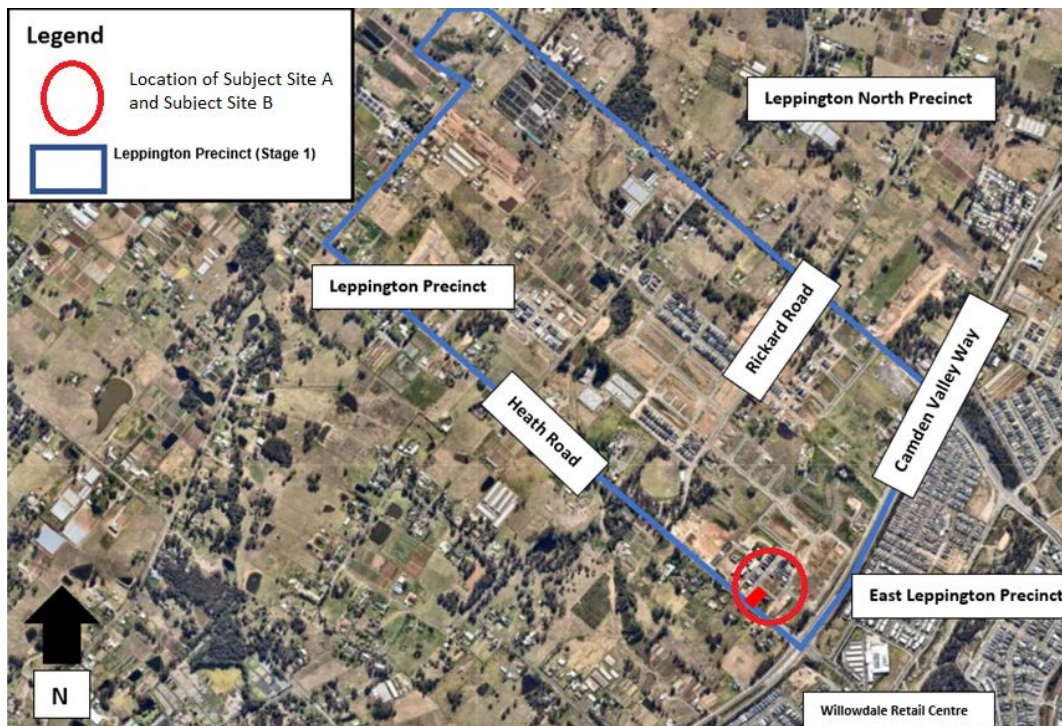 Legend
Location of Subject Site A
and Subject Site B
Leppington Precinct (Stage 1)
Leppington North Precinct
Leppington Precinct
Rickard Road
Camden Valley Way
Heath Road
East Leppington Precinct
N
Willowdale Retail Centre